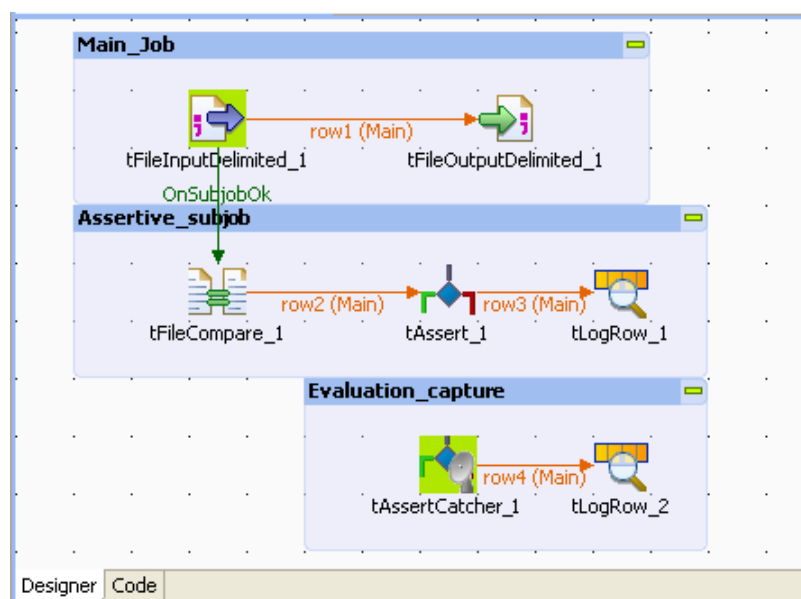 Main_Job
row1 (Main)
tFileInputDelimited_1
tFileOutputDelimited_1
OnSubjobOk
Assertive_subjob
row2 (Main)
row3 (Main)
tFileCompare_1
tAssert_1
tLogRow_1
Evaluation_capture
row4 (Main)
tAssertCatcher_1
tLogRow_2
Designer
Code